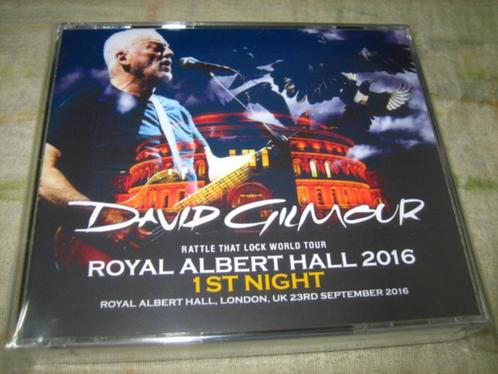 DAVID GILMOUR
RATTLE THAT LOCK WORLD TOUR
ROYAL ALBERT HALL 2016
1ST NIGHT
ROYAL ALBERT HALL, LONDON, UK 23RD SEPTEMBER 2016